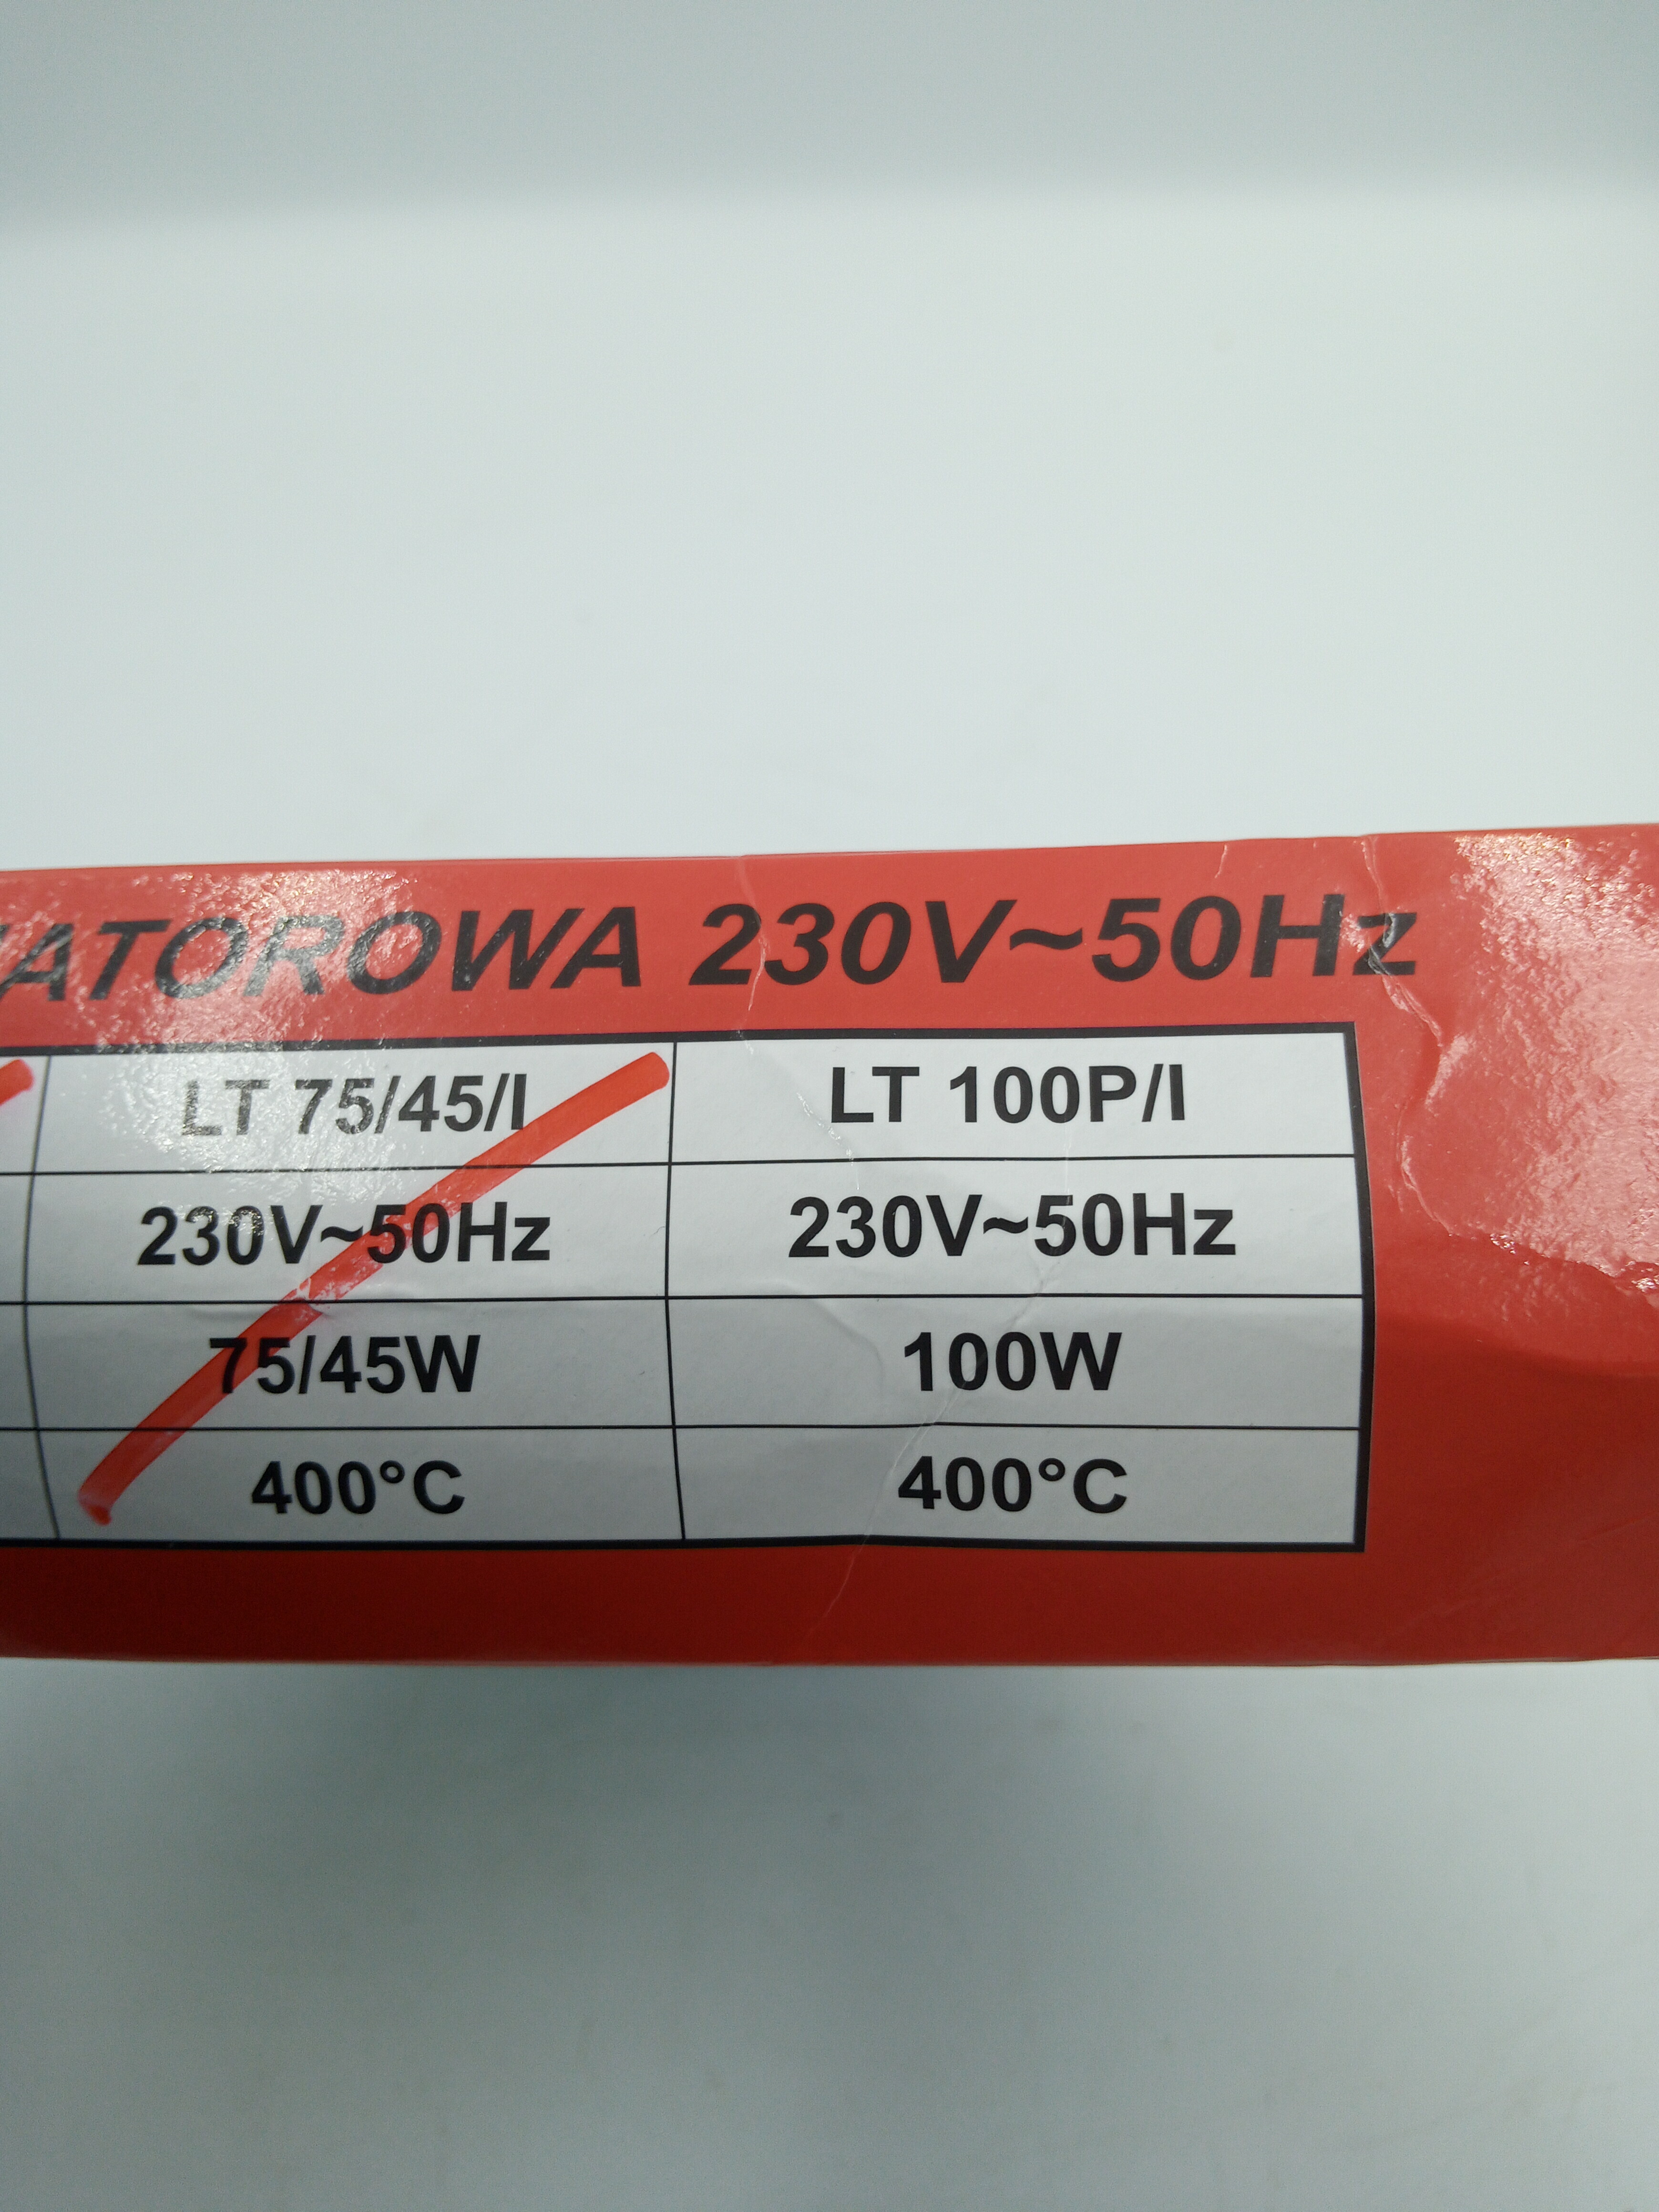 ATOROWA 230V~50Hz
LT 75/45/I LT 100P/I
230V~50Hz 230V~50Hz
75/45W 100W
400°C 400°C